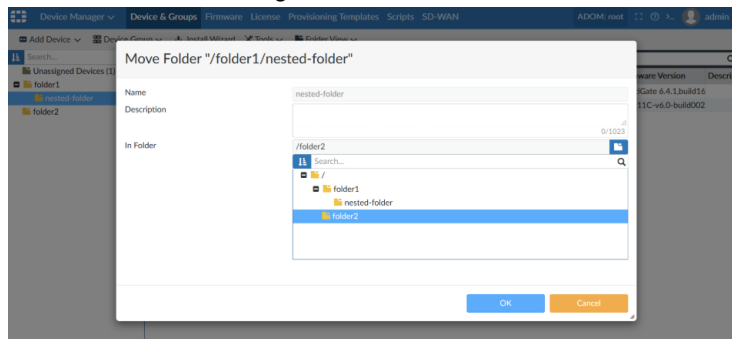 Device Manager Device & Groups Firmware License Provisioning Templates Scripts SD-WAN ADOM: root admin
Add Device Device Group Install Wizard Tools Folder View
Search...
Move Folder "/folder1/nested-folder"
Unassigned Devices (1)
folder1
nested-folder
folder2
Name nested-folder
Description
0/1023
In Folder /folder2
Search...
/
folder1
nested-folder
folder2
OK Cancel
ware Version Descri
Gate 6.4.1,build16
11C-v6.0-build002